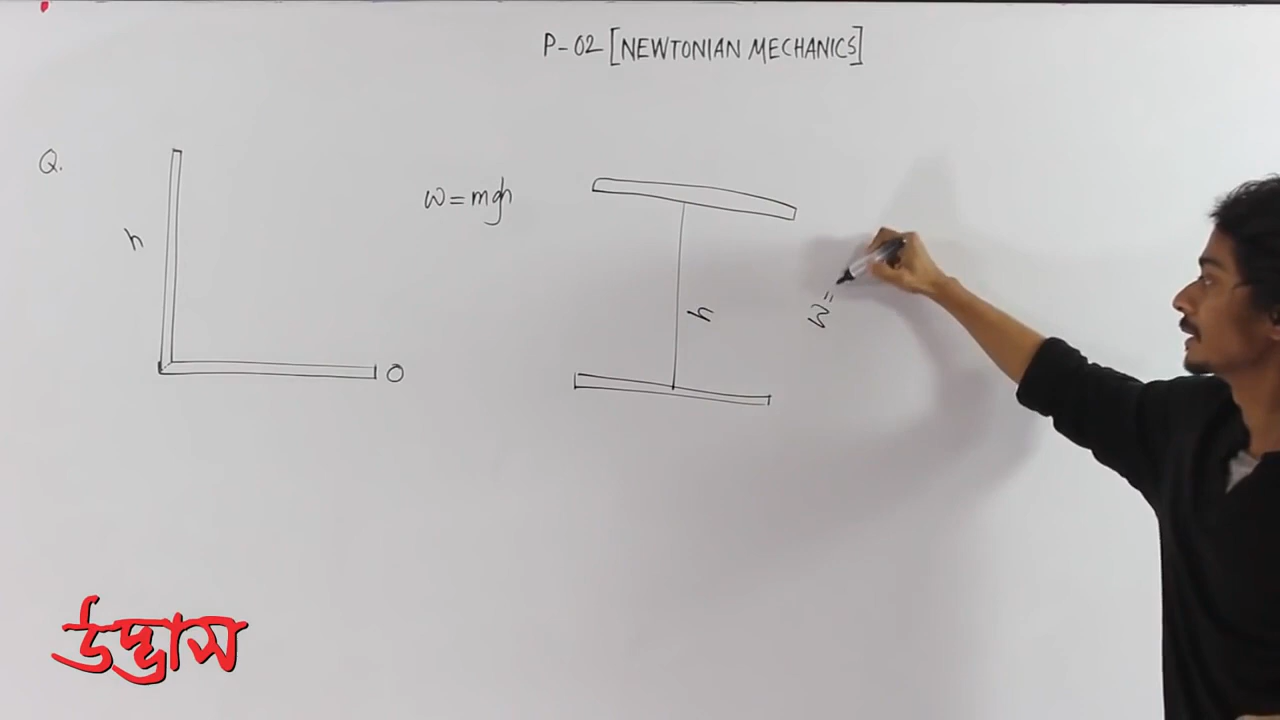 P-02 [NEWTONIAN MECHANICS]
Q.
h
O
W = mgh
h
W =
উদ্ভাস